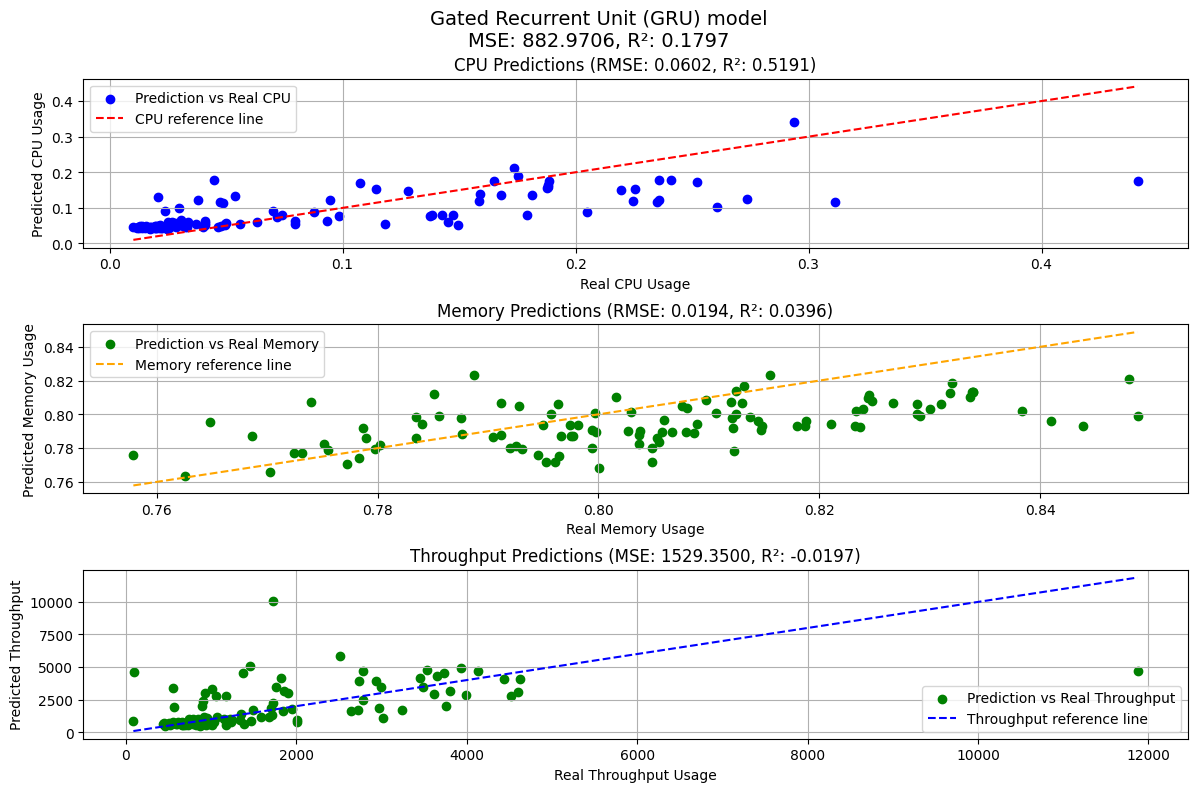 Gated Recurrent Unit (GRU) model
MSE: 882.9706, R²: 0.1797
CPU Predictions (RMSE: 0.0602, R²: 0.5191)
Predicted CPU Usage
0.4
0.3
0.2
0.1
0.0
Prediction vs Real CPU
CPU reference line
0.0 0.1 0.2 0.3 0.4
Real CPU Usage
Memory Predictions (RMSE: 0.0194, R²: 0.0396)
Predicted Memory Usage
0.84
0.82
0.80
0.78
0.76
Prediction vs Real Memory
Memory reference line
0.76 0.78 0.80 0.82 0.84
Real Memory Usage
Throughput Predictions (MSE: 1529.3500, R²: -0.0197)
Predicted Throughput
10000
7500
5000
2500
0
Prediction vs Real Throughput
Throughput reference line
0 2000 4000 6000 8000 10000 12000
Real Throughput Usage